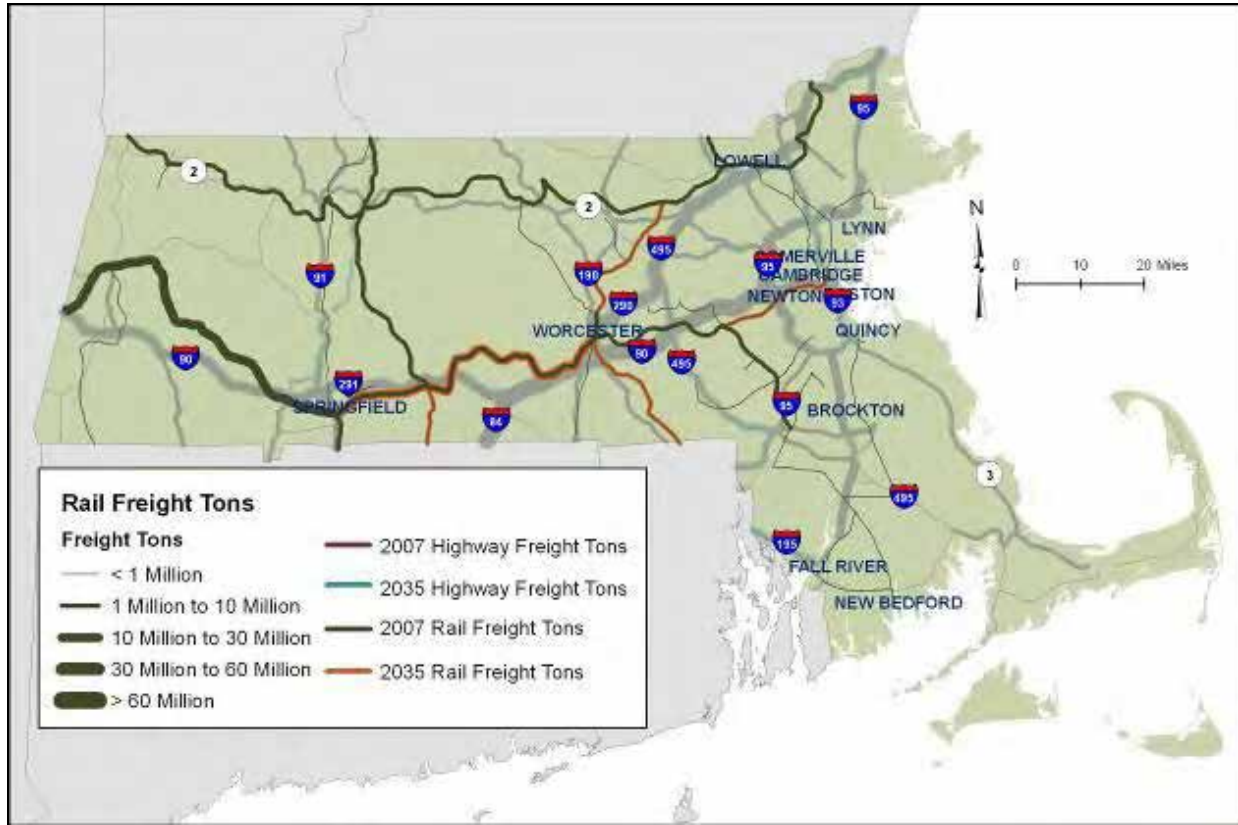 95
2
LOWELL
N
2
LYNN
495
SOMERVILLE
95
CAMBRIDGE
91
190
0 10 20 Miles
NEWTON
BOSTON
93
290
WORCESTER
QUINCY
90
90
495
291
SPRINGFIELD
95
BROCKTON
84
3
495
195
FALL RIVER
NEW BEDFORD
Rail Freight Tons
Freight Tons
< 1 Million
1 Million to 10 Million
10 Million to 30 Million
30 Million to 60 Million
> 60 Million
2007 Highway Freight Tons
2035 Highway Freight Tons
2007 Rail Freight Tons
2035 Rail Freight Tons